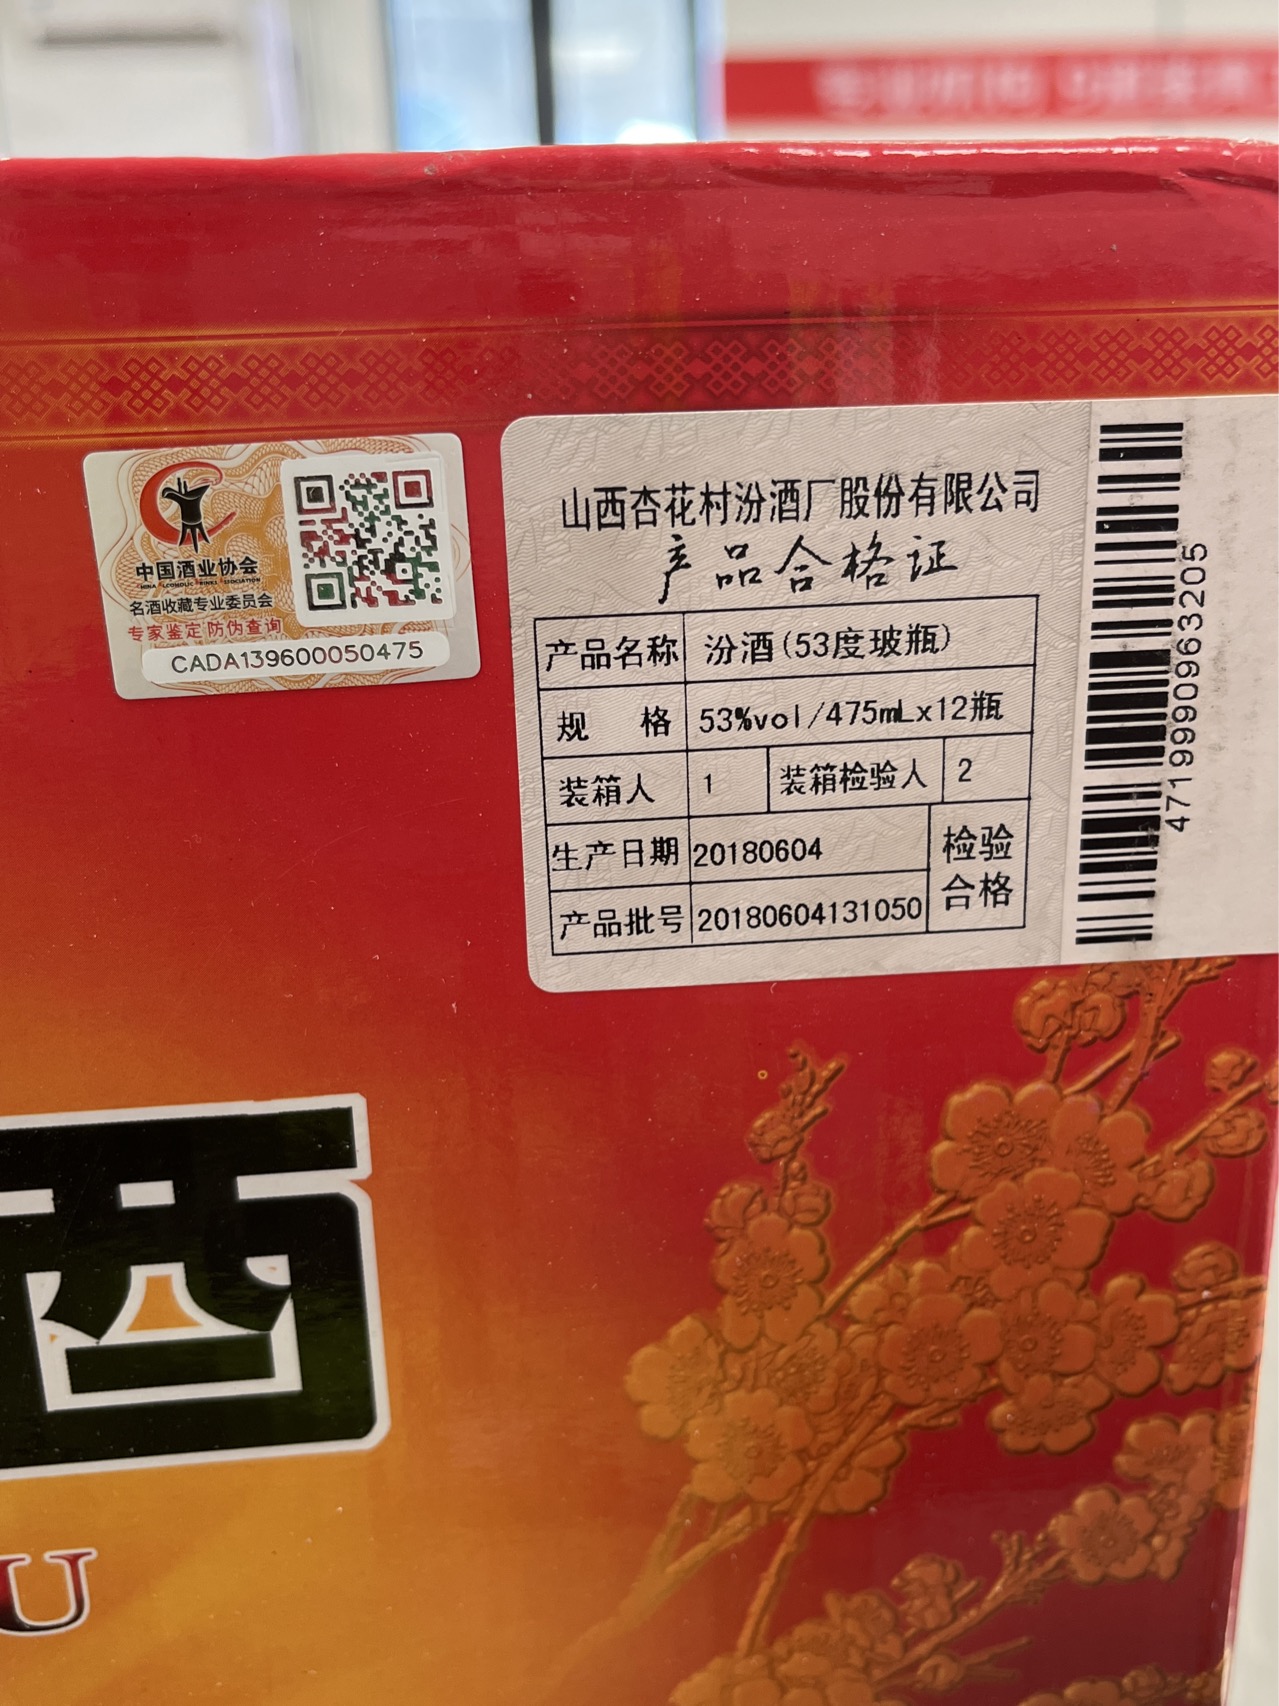 中国酒业协会
CHINA ALCOHOLIC DRINKS ASSOCIATION
名酒收藏专业委员会
专家鉴定 防伪查询
CADA139600050475
山西杏花村汾酒厂股份有限公司
产品合格证
产品名称 汾酒(53度玻瓶)
规 格 53%vol/475mLx12瓶
装箱人 1 装箱检验人 2
生产日期 20180604 检验
产品批号 20180604131050 合格
4719990963205
酒
U